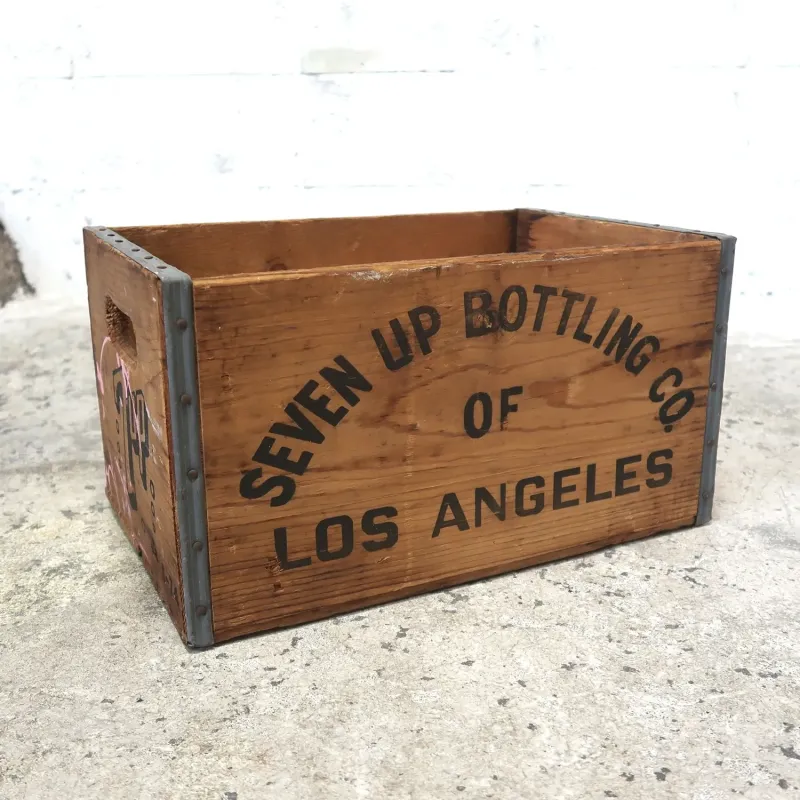 SEVEN UP BOTTLING CO.
OF
LOS ANGELES